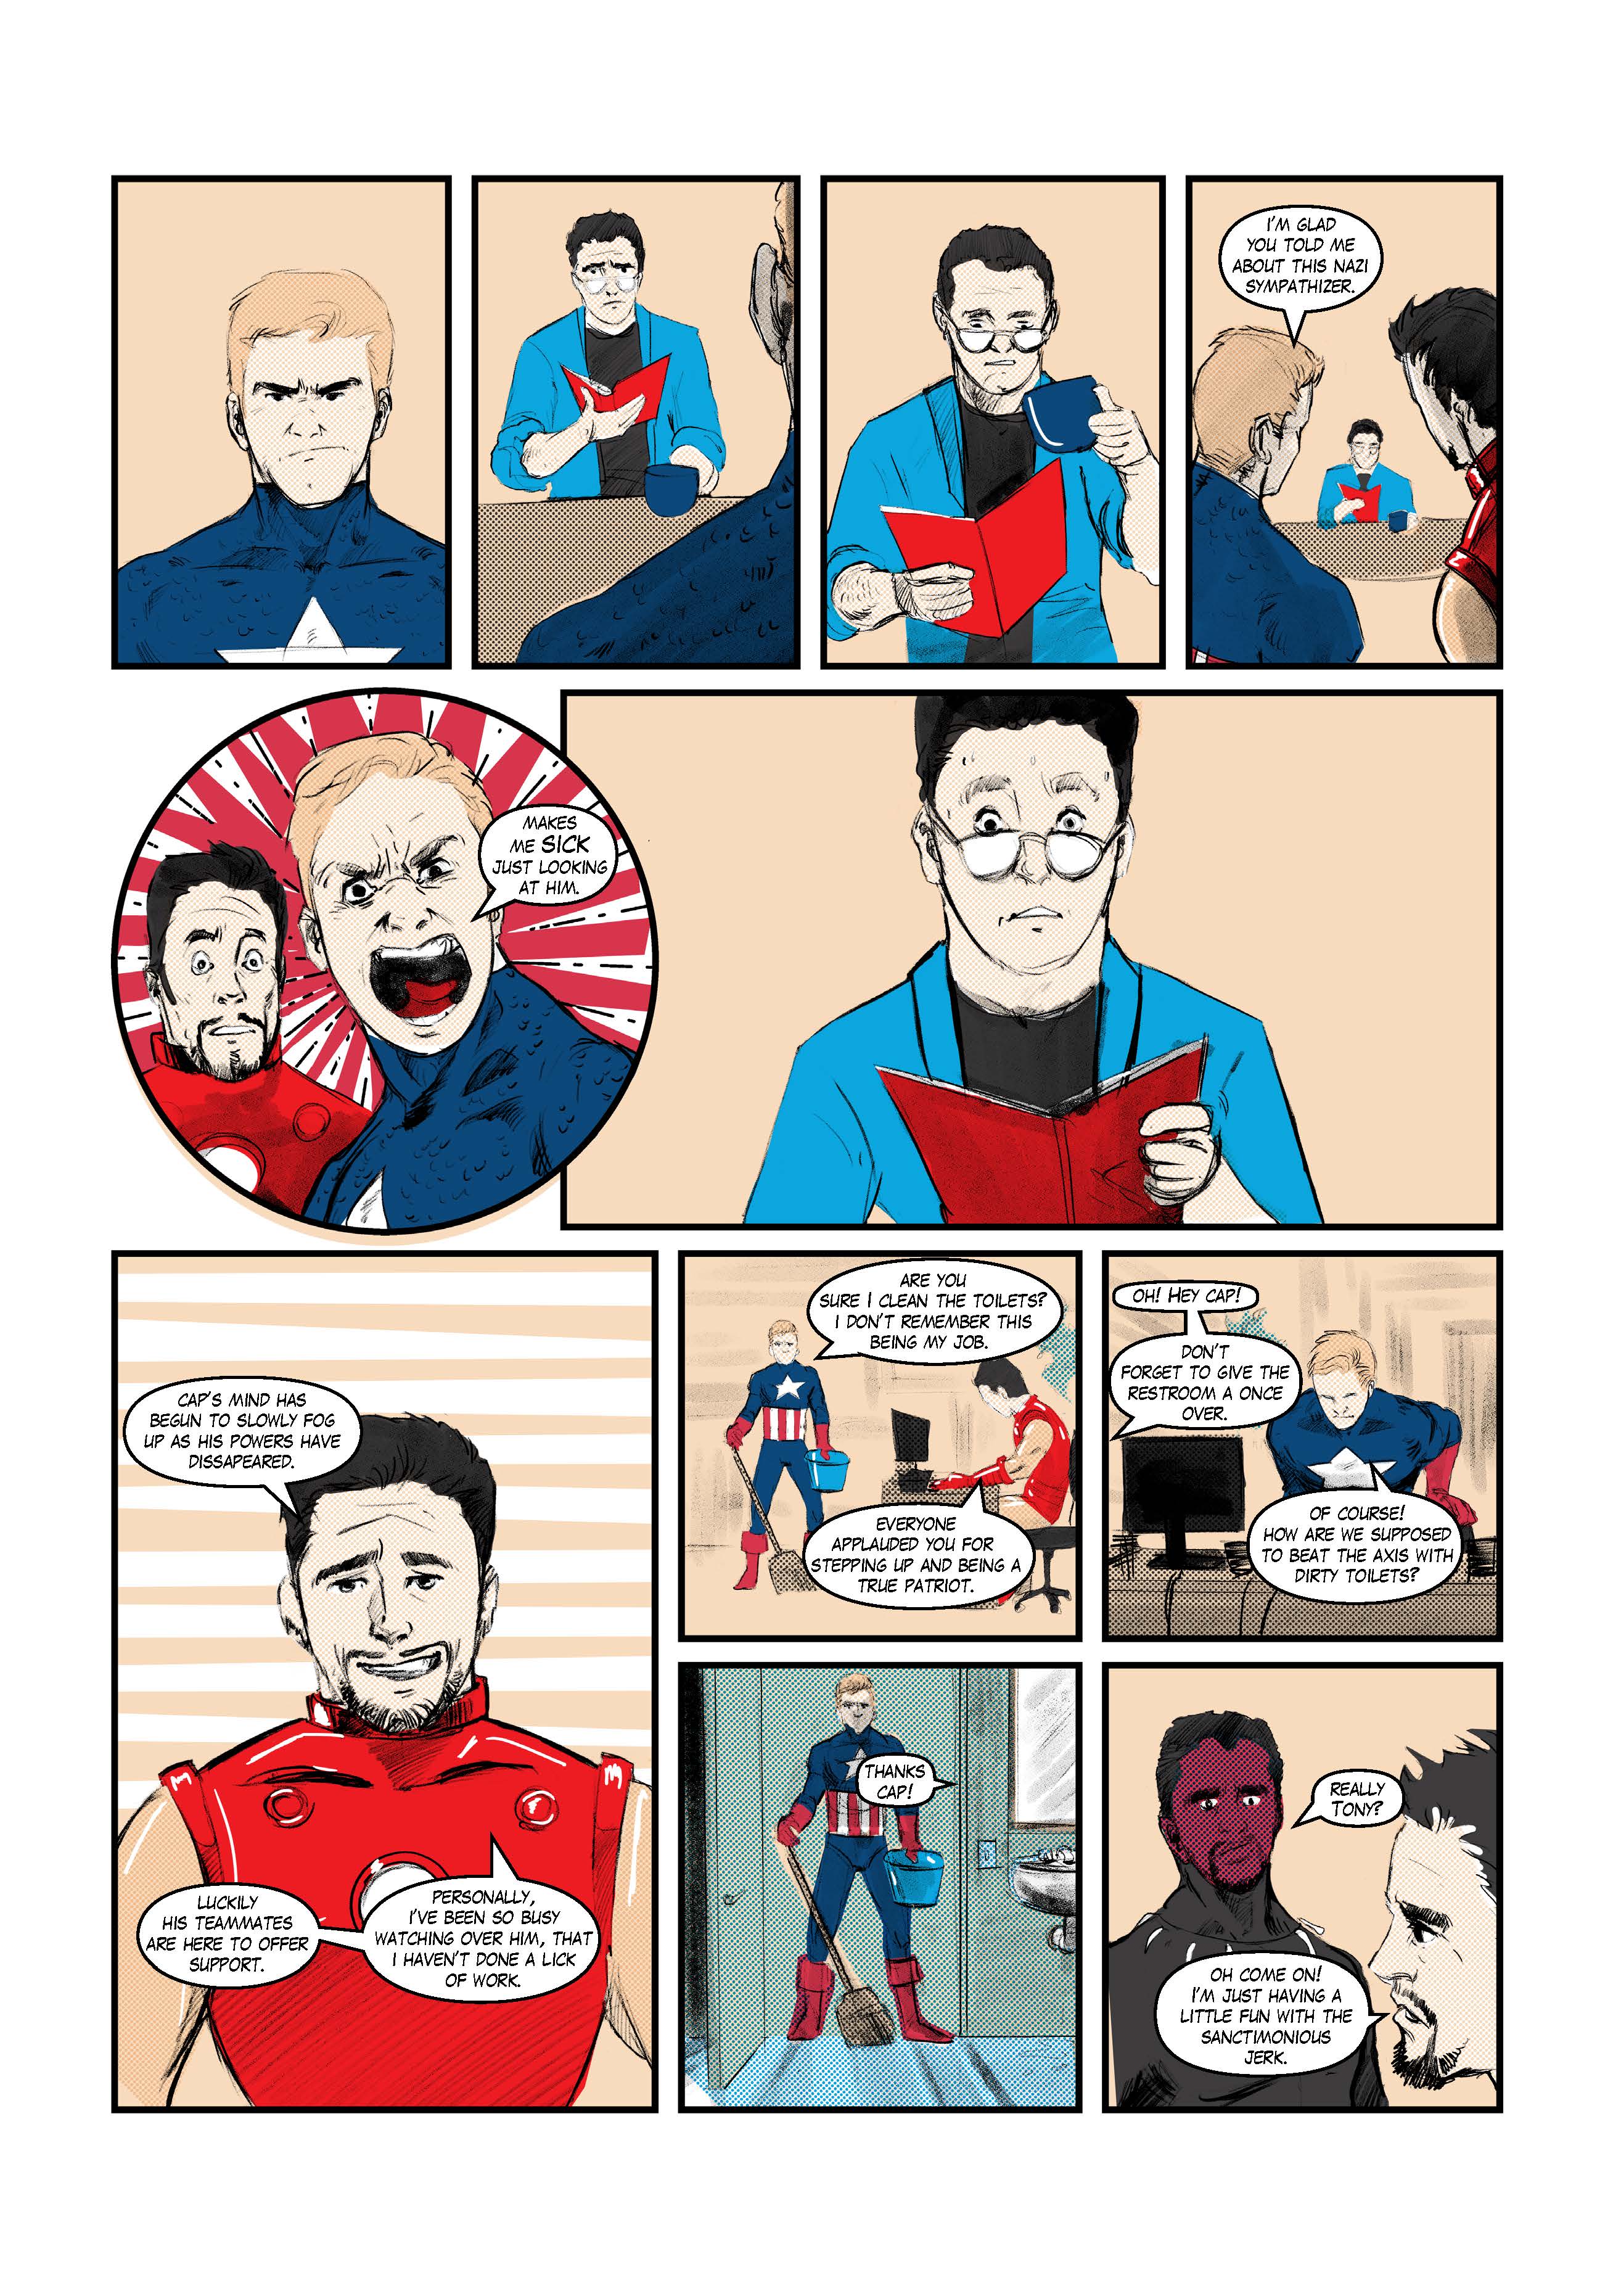 I'M GLAD
YOU TOLD ME
ABOUT THIS NAZI
SYMPATHIZER.
MAKES
ME SICK
JUST LOOKING
AT HIM.
CAP'S MIND HAS
BEGUN TO SLOWLY FOG
UP AS HIS POWERS HAVE
DISSAPEARED.
LUCKILY
HIS TEAMMATES
ARE HERE TO OFFER
SUPPORT.
PERSONALLY,
I'VE BEEN SO BUSY
WATCHING OVER HIM, THAT
I HAVEN'T DONE A LICK
OF WORK.
ARE YOU
SURE I CLEAN THE TOILETS?
I DON'T REMEMBER THIS
BEING MY JOB.
EVERYONE
APPLAUDED YOU FOR
STEPPING UP AND BEING A
TRUE PATRIOT.
OH! HEY CAP!
DON'T
FORGET TO GIVE THE
RESTROOM A ONCE
OVER.
OF COURSE!
HOW ARE WE SUPPOSED
TO BEAT THE AXIS WITH
DIRTY TOILETS?
THANKS
CAP!
REALLY
TONY?
OH COME ON!
I'M JUST HAVING A
LITTLE FUN WITH THE
SANCTIMONIOUS
JERK.